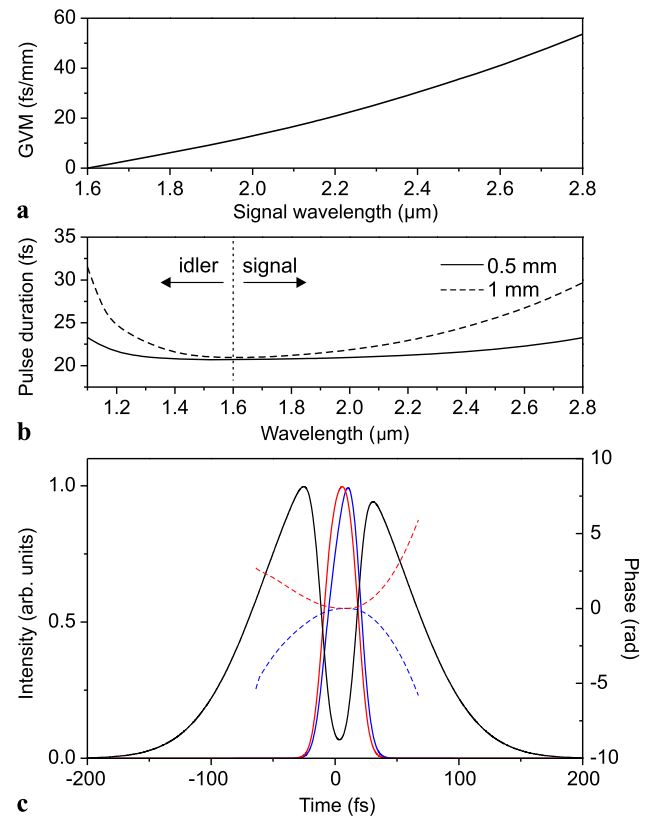 60
40
20
0
GVM (fs/mm)
1.6 1.8 2.0 2.2 2.4 2.6 2.8
Signal wavelength (µm)
a
35
30
25
20
Pulse duration (fs)
idler signal
0.5 mm
1 mm
1.2 1.4 1.6 1.8 2.0 2.2 2.4 2.6 2.8
Wavelength (µm)
b
1.0
0.5
0.0
Intensity (arb. units)
10
5
0
-5
-10
Phase (rad)
-200 -100 0 100 200
Time (fs)
c